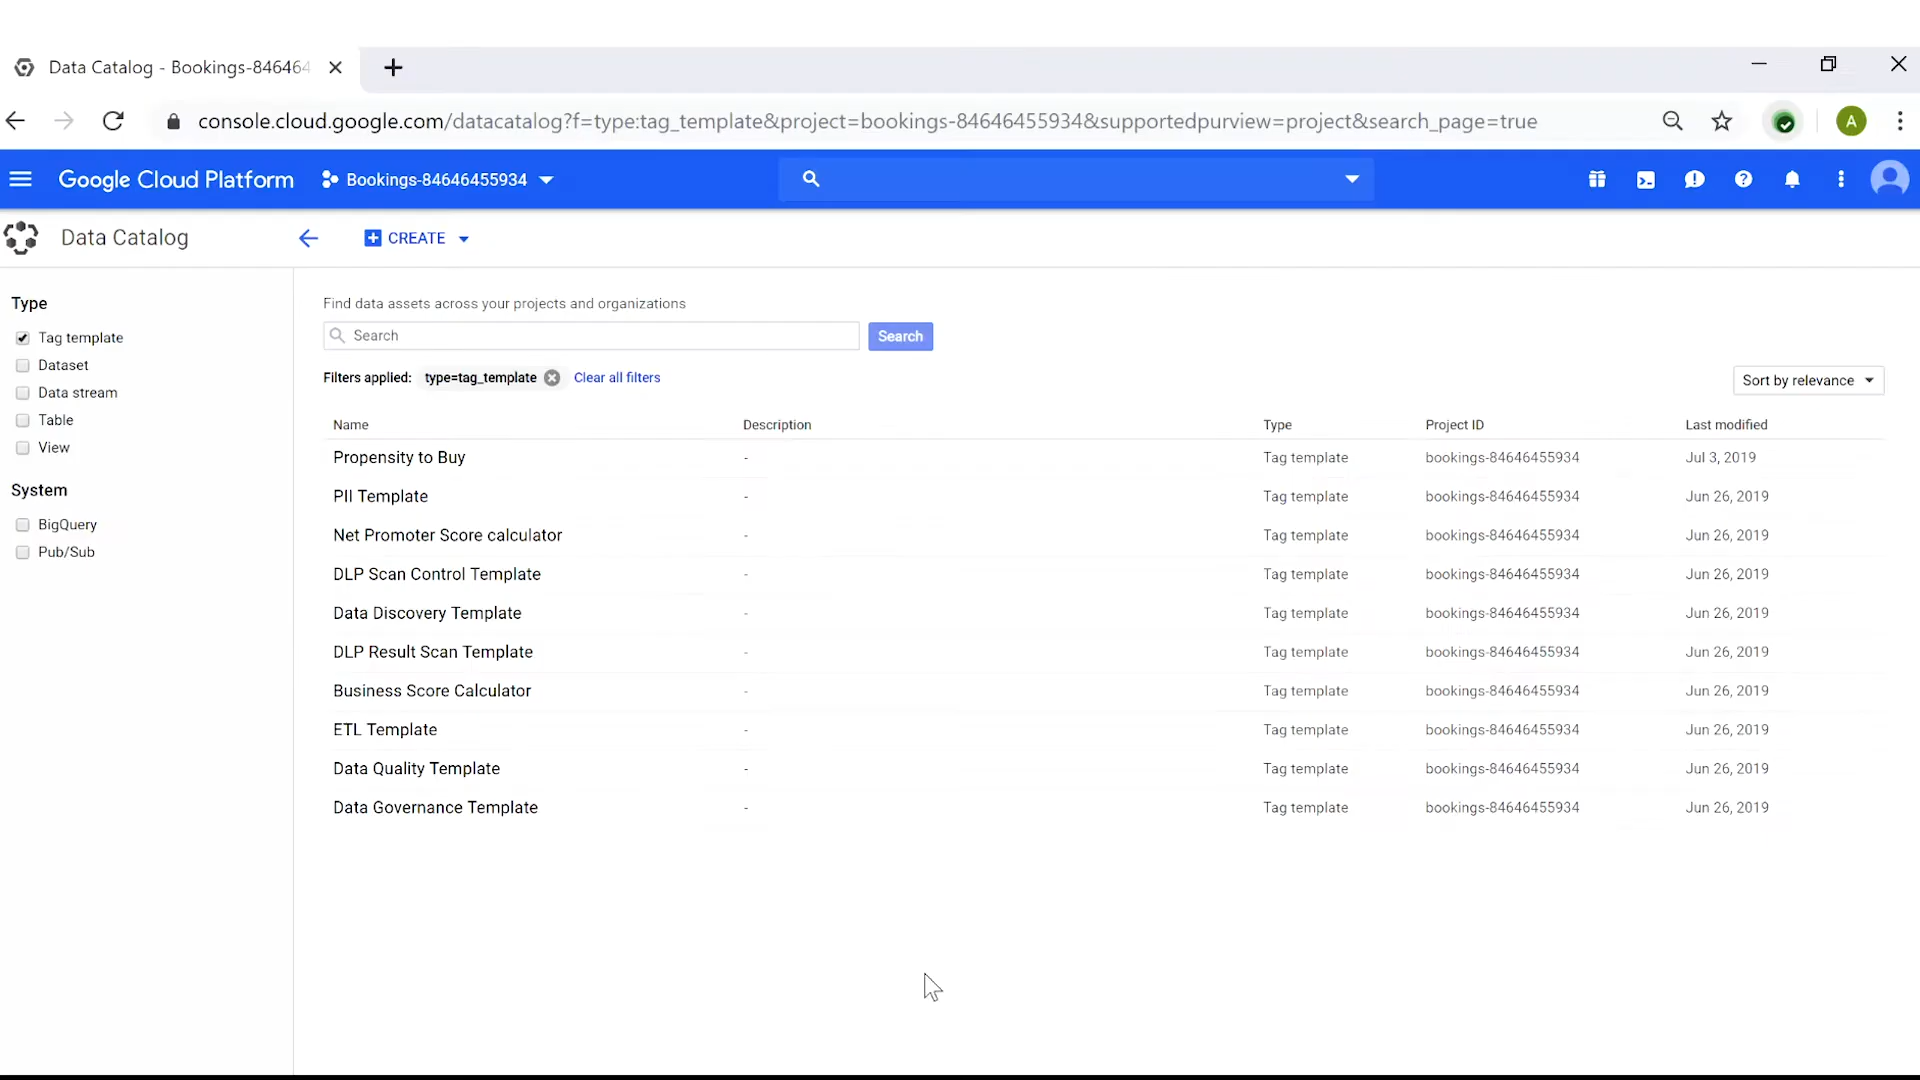 Data Catalog - Bookings-846464
console.cloud.google.com/datacatalog?f=type:tag_template&project=bookings-84646455934&supportedpurview=project&search_page=true
A
Google Cloud Platform
Bookings-84646455934
Data Catalog
CREATE
Type
Tag template
Dataset
Data stream
Table
View
System
BigQuery
Pub/Sub
Find data assets across your projects and organizations
Search
Search
Filters applied: type=tag_template Clear all filters
Sort by relevance
Name Description Type Project ID Last modified
Propensity to Buy - Tag template bookings-84646455934 Jul 3, 2019
PII Template - Tag template bookings-84646455934 Jun 26, 2019
Net Promoter Score calculator - Tag template bookings-84646455934 Jun 26, 2019
DLP Scan Control Template - Tag template bookings-84646455934 Jun 26, 2019
Data Discovery Template - Tag template bookings-84646455934 Jun 26, 2019
DLP Result Scan Template - Tag template bookings-84646455934 Jun 26, 2019
Business Score Calculator - Tag template bookings-84646455934 Jun 26, 2019
ETL Template - Tag template bookings-84646455934 Jun 26, 2019
Data Quality Template - Tag template bookings-84646455934 Jun 26, 2019
Data Governance Template - Tag template bookings-84646455934 Jun 26, 2019